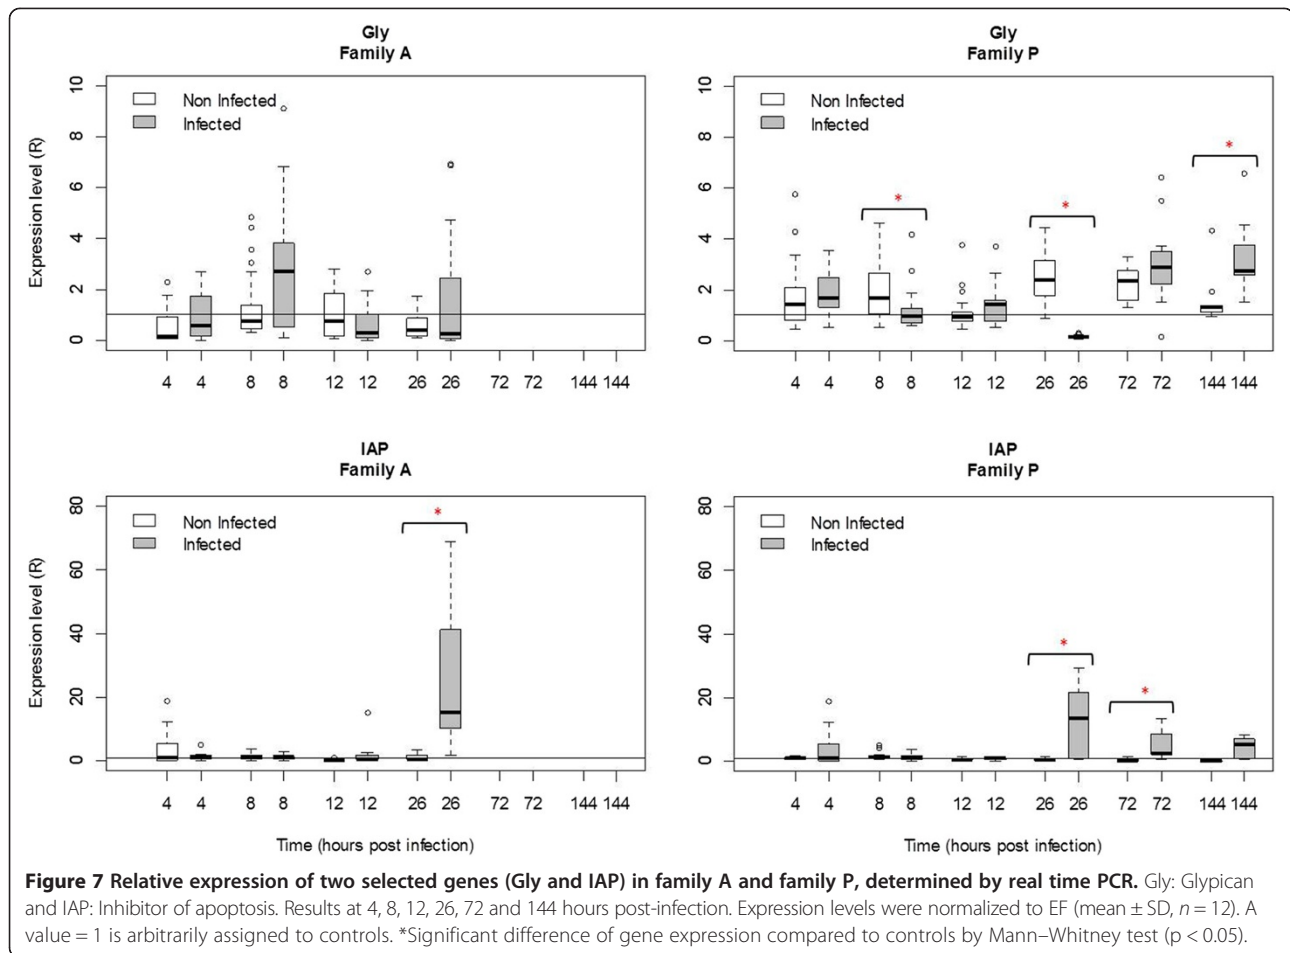 Gly
Family A
Expression level (R)
10
8
6
4
2
0
Non Infected
Infected
4 4 8 8 12 12 26 26 72 72 144 144
Gly
Family P
10
8
6
4
2
0
Non Infected
Infected
*
*
*
4 4 8 8 12 12 26 26 72 72 144 144
IAP
Family A
Expression level (R)
80
60
40
20
0
Non Infected
Infected
*
4 4 8 8 12 12 26 26 72 72 144 144
Time (hours post infection)
IAP
Family P
80
60
40
20
0
Non Infected
Infected
*
*
4 4 8 8 12 12 26 26 72 72 144 144
Time (hours post infection)
Figure 7 Relative expression of two selected genes (Gly and IAP) in family A and family P, determined by real time PCR. Gly: Glypican
and IAP: Inhibitor of apoptosis. Results at 4, 8, 12, 26, 72 and 144 hours post-infection. Expression levels were normalized to EF (mean ± SD, n = 12). A
value = 1 is arbitrarily assigned to controls. *Significant difference of gene expression compared to controls by Mann–Whitney test (p < 0.05).